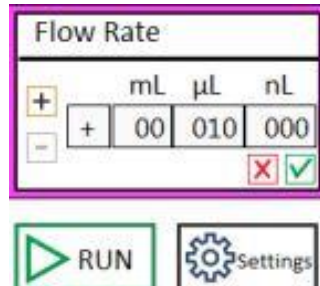 Flow Rate
mL µL nL
+
+ 00 010 000
-
RUN Settings